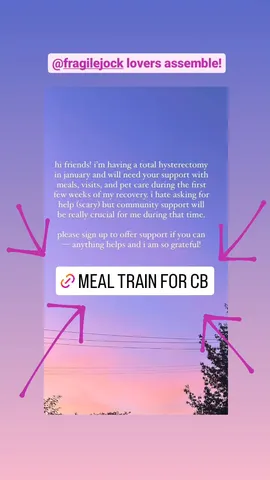 @fragilejock lovers assemble!
hi friends! i'm having a total hysterectomy
in january and will need your support with
meals, visits, and pet care during the first
few weeks of my recovery. i hate asking for
help (scary) but community support will
be really crucial for me during that time.
please sign up to offer support if you can
— anything helps and i am so grateful!
MEAL TRAIN FOR CB